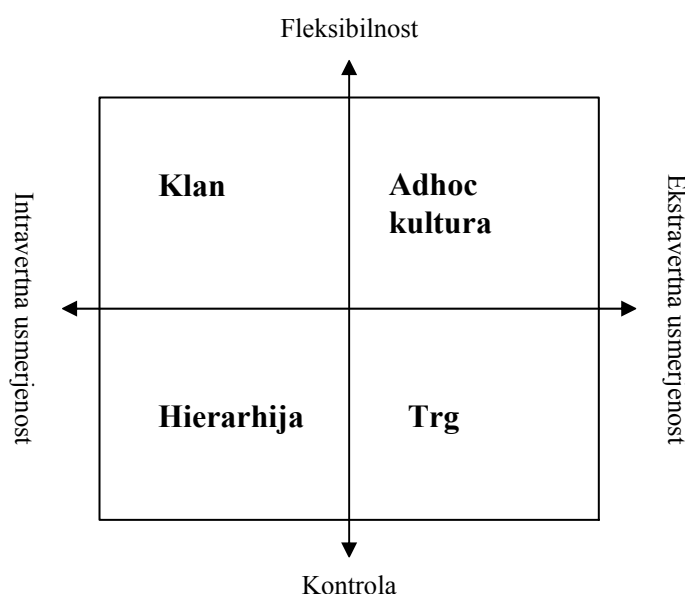 Fleksibilnost
Klan
Adhoc
kultura
Intravertna usmerjenost
Ekstravertna usmerjenost
Hierarhija
Trg
Kontrola